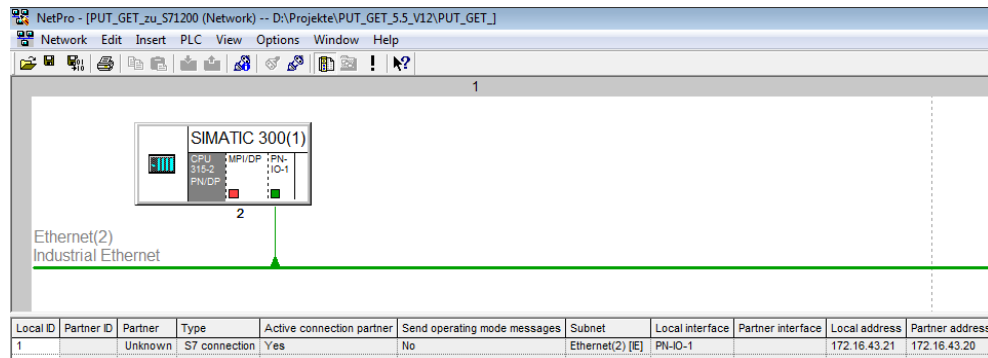 NetPro - [PUT_GET_zu_S71200 (Network) -- D:\Projekte\PUT_GET_5.5_V12\PUT_GET_]
Network Edit Insert PLC View Options Window Help
1
SIMATIC 300(1)
CPU 315-2 PN/DP
MPI/DP
PN-IO-1
2
Ethernet(2)
Industrial Ethernet
Local ID Partner ID Partner Type Active connection partner Send operating mode messages Subnet Local interface Partner interface Local address Partner address
1 Unknown S7 connection Yes No Ethernet(2) [IE] PN-IO-1 172.16.43.21 172.16.43.20